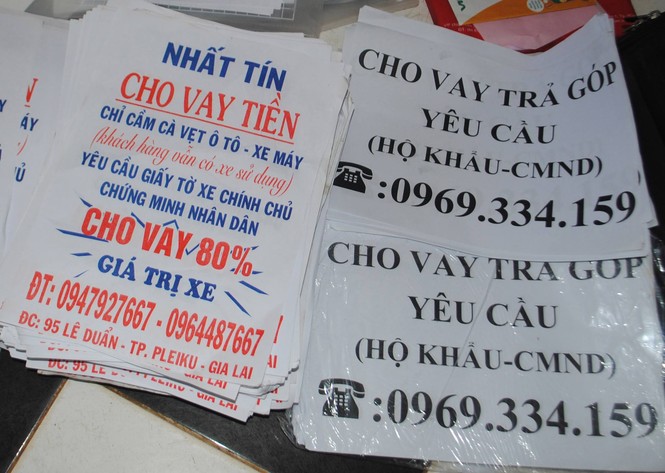 NHẤT TÍN
CHO VAY TIỀN
CHỈ CẦM CÀ VẸT Ô TÔ - XE MÁY
(khách hàng vẫn có xe sử dụng)
YÊU CẦU GIẤY TỜ XE CHÍNH CHỦ
CHỨNG MINH NHÂN DÂN
CHO VAY 80%
GIÁ TRỊ XE
ĐT: 0947927667 - 0964487667
ĐC: 95 LÊ DUẨN - TP. PLEIKU - GIA LAI
CHO VAY TRẢ GÓP
YÊU CẦU
(HỘ KHẨU-CMND)
:0969.334.159
CHO VAY TRẢ GÓP
YÊU CẦU
(HỘ KHẨU-CMND)
:0969.334.159